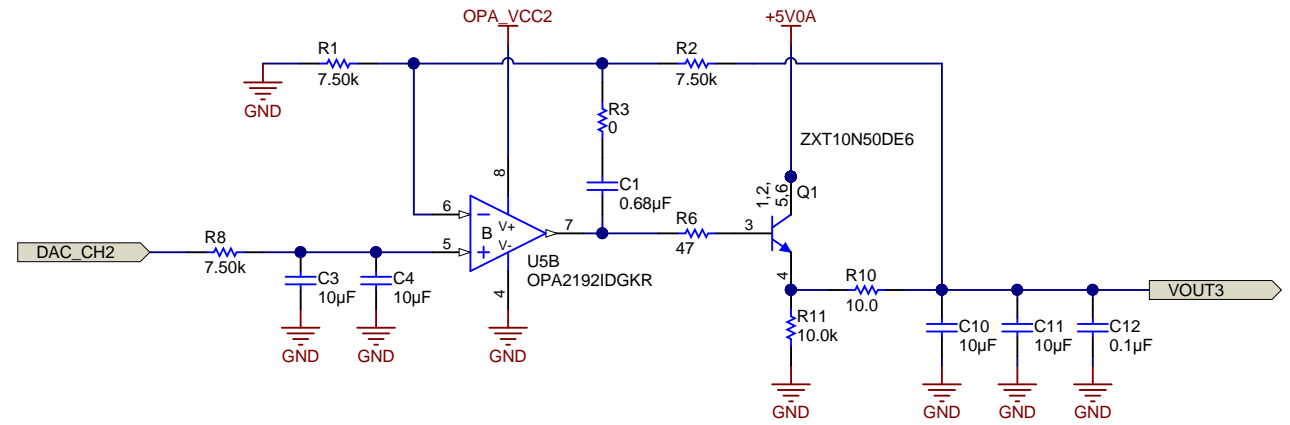 OPA_VCC2
+5V0A
R1
7.50k
R2
7.50k
GND
R3
0
ZXT10N50DE6
8
1,2,
5,6
Q1
C1
0.68µF
6
V+
B
V-
7
R6
47
3
DAC_CH2
R8
7.50k
5
U5B
OPA2192IDGKR
C3
10µF
C4
10µF
4
4
R10
10.0
VOUT3
R11
10.0k
C10
10µF
C11
10µF
C12
0.1µF
GND
GND
GND
GND
GND
GND
GND